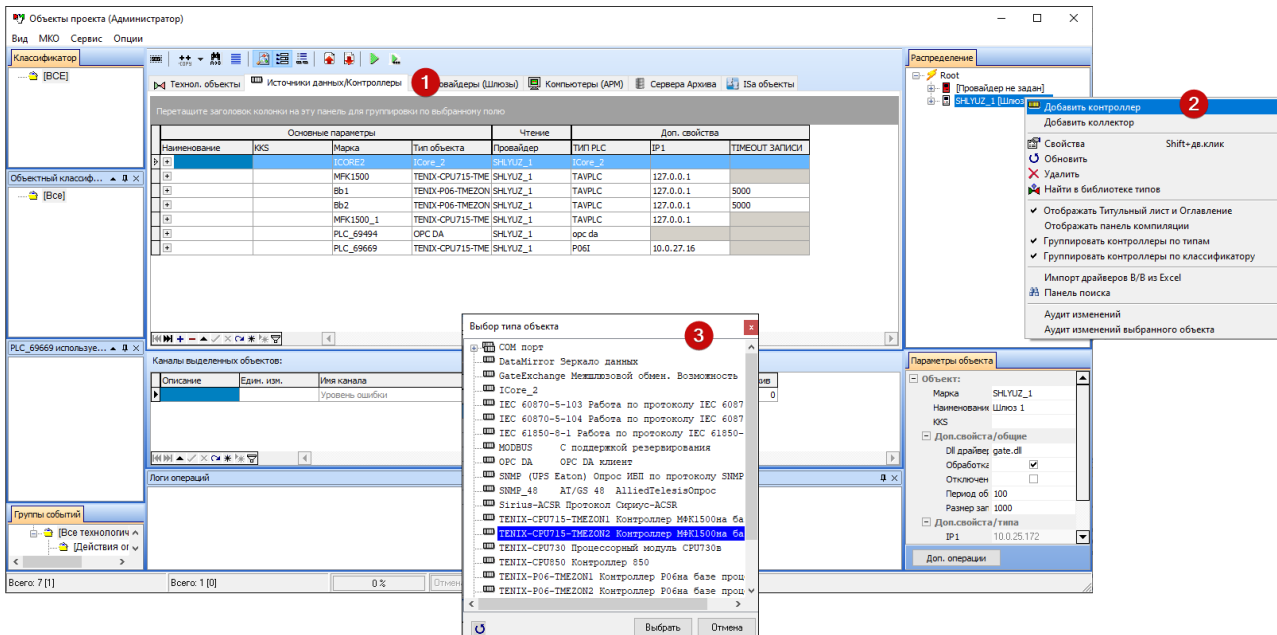 Объекты проекта (Администратор)
Вид МКО Сервис Опции
Классификатор
[ВСЕ]
Объектный классиф...
[Все]
PLC_69669 используе...
Группы событий
[Все технологич
[Действия ог
Технол. объекты
Источники данных/Контроллеры
1
овайдеры (Шлюзы)
Компьютеры (АРМ)
Сервера Архива
ISa объекты
Перетащите заголовок колонки на эту панель для группировки по выбранному полю
Основные параметры Чтение Доп. свойства
Наименование KKS Марка Тип объекта Провайдер ТИП PLC IP1 TIMEOUT ЗАПИСИ
ICORE2 ICore_2 SHLYUZ_1 ICore_2
MFK1500 TENIX-CPU715-TME SHLYUZ_1 TAVPLC 127.0.0.1
Bb1 TENIX-P06-TMEZON SHLYUZ_1 TAVPLC 127.0.0.1 5000
Bb2 TENIX-P06-TMEZON SHLYUZ_1 TAVPLC 127.0.0.1 5000
MFK1500_1 TENIX-CPU715-TME SHLYUZ_1 TAVPLC 127.0.0.1
PLC_69494 OPC DA SHLYUZ_1 opc da
PLC_69669 TENIX-CPU715-TME SHLYUZ_1 P06I 10.0.27.16
Каналы выделенных объектов:
Описание Един. изм. Имя канала
ив
Уровень ошибки
0
Логи операций
Выбор типа объекта
3
COM порт
DataMirror Зеркало данных
GateExchange Межшлюзовой обмен. Возможность
ICore_2
IEC 60870-5-103 Работа по протоколу IEC 6087
IEC 60870-5-104 Работа по протоколу IEC 6087
IEC 61850-8-1 Работа по протоколу IEC 61850-
MODBUS С поддержкой резервирования
OPC DA OPC DA клиент
SNMP (UPS Eaton) Опрос ИБП по протоколу SNMP
SNMP_48 AT/GS 48 AlliedTelesisОпрос
Sirius-ACSR Протокол Сириус-ACSR
TENIX-CPU715-TMEZON1 Контроллер МФК1500на ба
TENIX-CPU715-TMEZON2 Контроллер МФК1500на ба
TENIX-CPU730 Процессорный модуль CPU730в
TENIX-CPU850 Контроллер 850
TENIX-P06-TMEZON1 Контроллер P06на базе проц
TENIX-P06-TMEZON2 Контроллер P06на базе проц
Выбрать Отмена
Распределение
Root
[Провайдер не задан]
SHLYUZ_1 [Шлюз
2
Добавить контроллер
Добавить коллектор
Свойства Shift+дв.клик
Обновить
Удалить
Найти в библиотеке типов
Отображать Титульный лист и Оглавление
Отображать панель компиляции
Группировать контроллеры по типам
Группировать контроллеры по классификатору
Импорт драйверов В/В из Excel
Панель поиска
Аудит изменений
Аудит изменений выбранного объекта
Параметры объекта
Объект:
Марка SHLYUZ_1
Наименование Шлюз 1
KKS
Доп.свойста/общие
Dll драйвер gate.dll
Обработка
Отключен
Период об 100
Размер заг 1000
Доп.свойста/типа
IP1 10.0.25.172
Доп. операции
Всего: 7 [1] Всего: 1 [0] 0 % Отмен